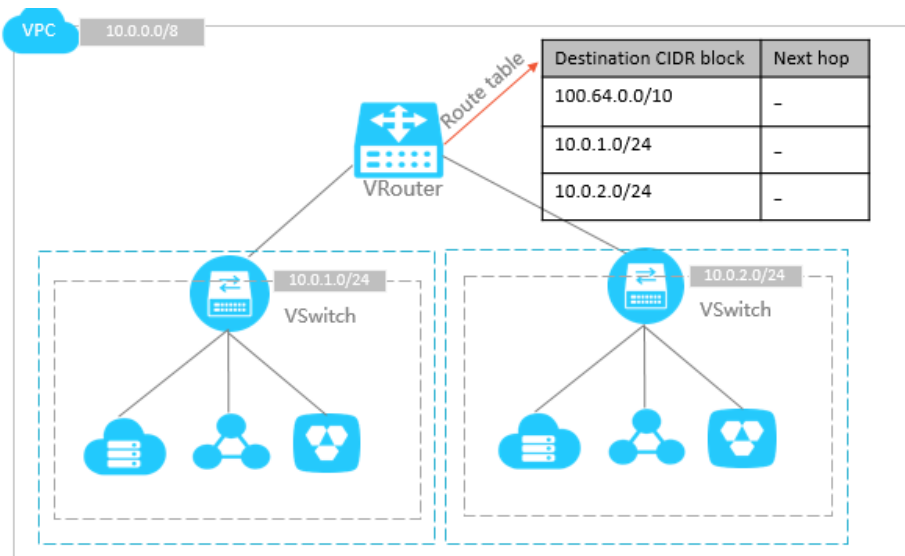 VPC
10.0.0.0/8
Route table
Destination CIDR block Next hop
100.64.0.0/10 –
10.0.1.0/24 –
10.0.2.0/24 –
VRouter
10.0.1.0/24
VSwitch
10.0.2.0/24
VSwitch